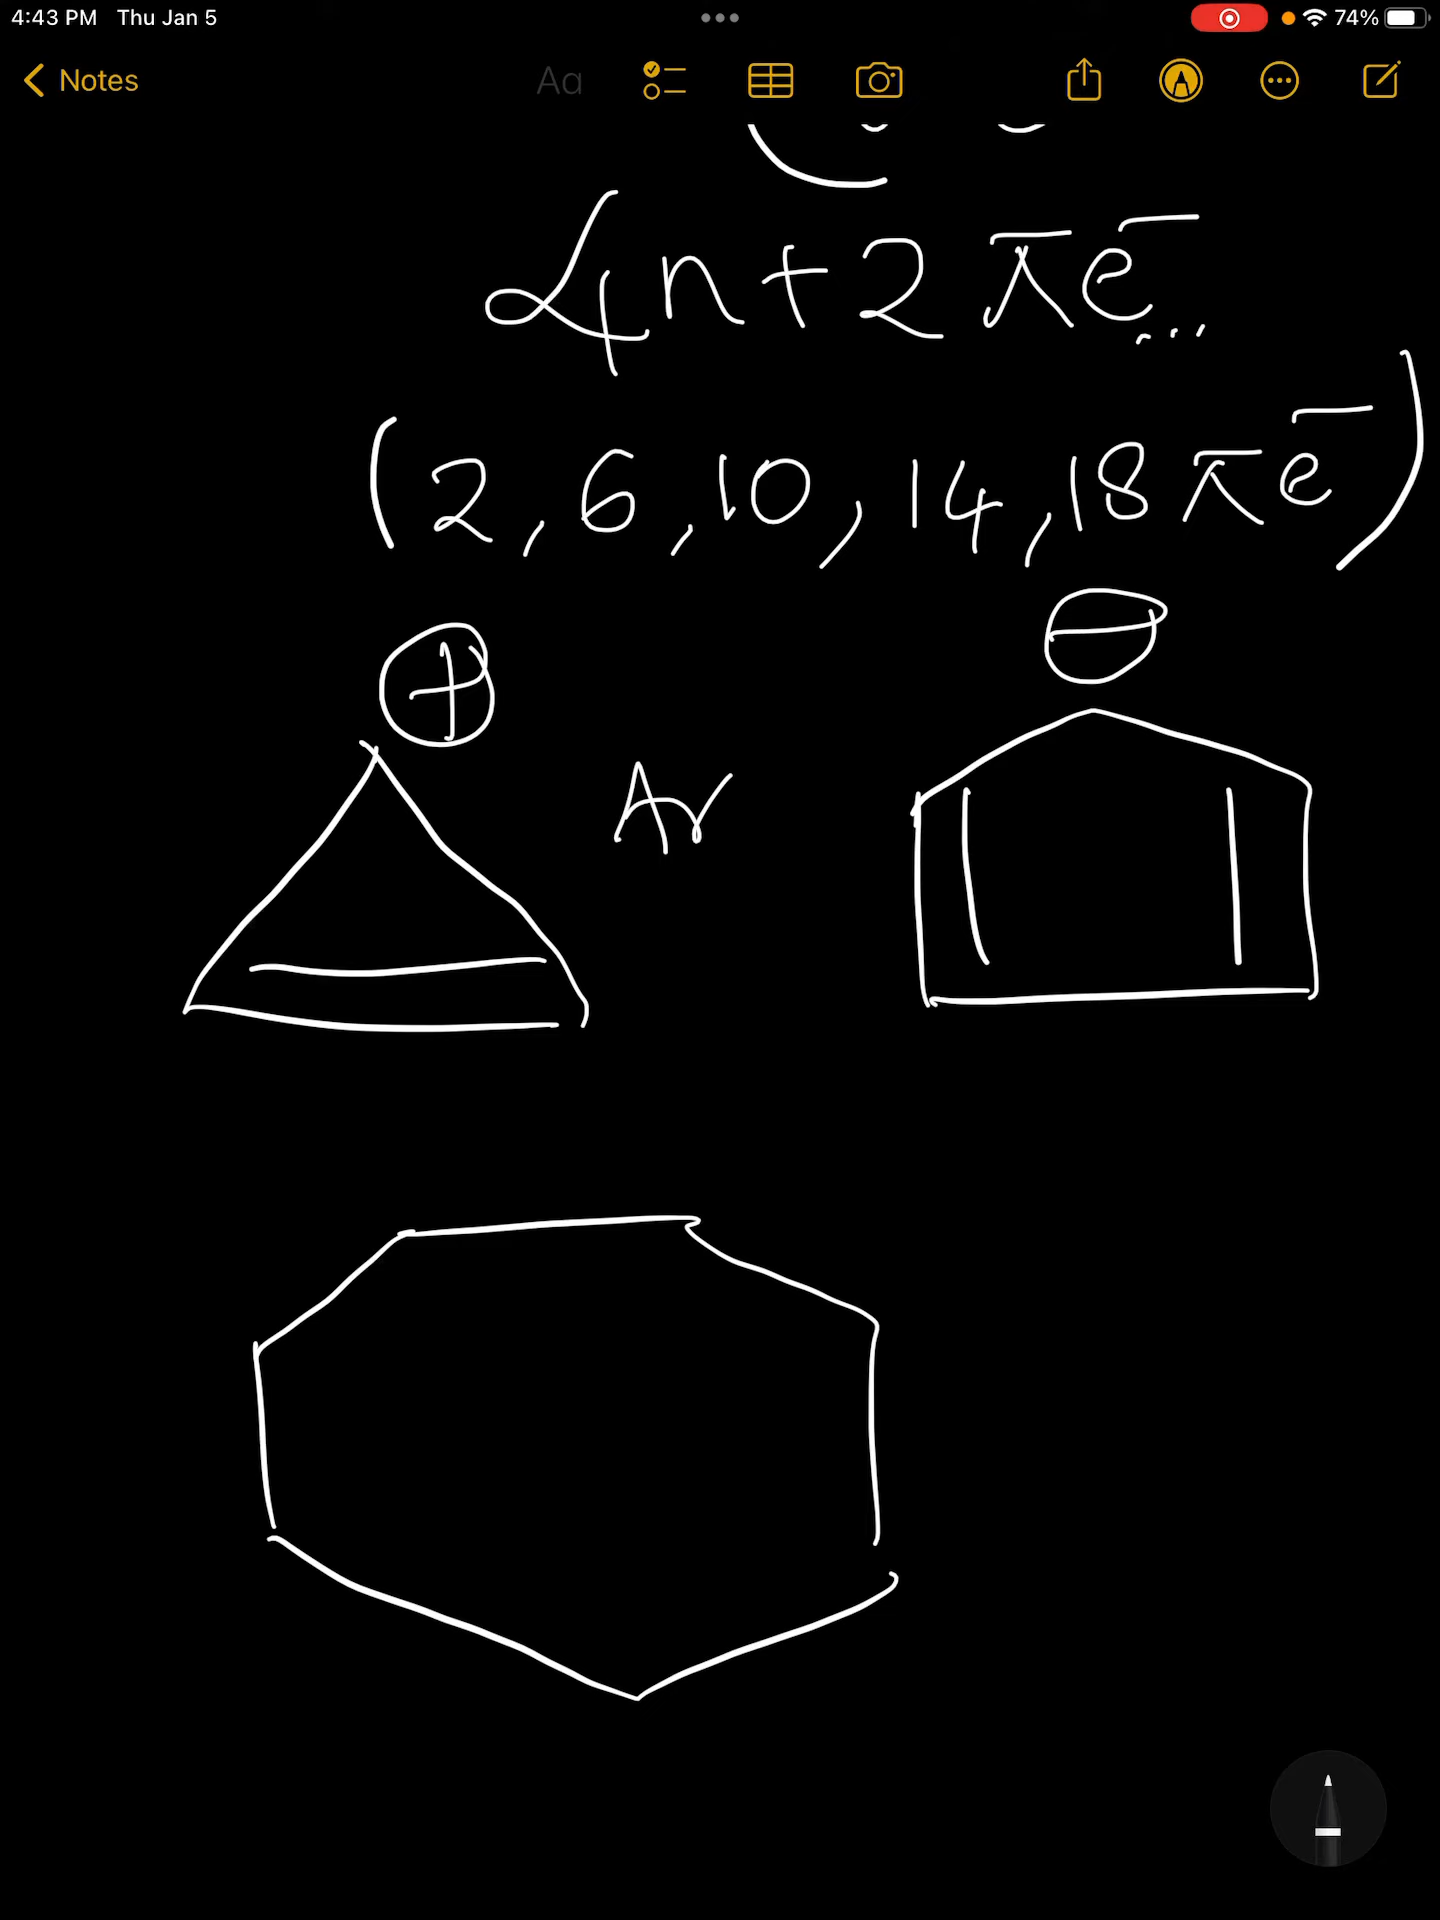 4:43 PM Thu Jan 5
74%
Notes
Aa
4n+2 πe⁻...
(2, 6, 10, 14, 18 πe⁻)
⊕
⊖
Ar